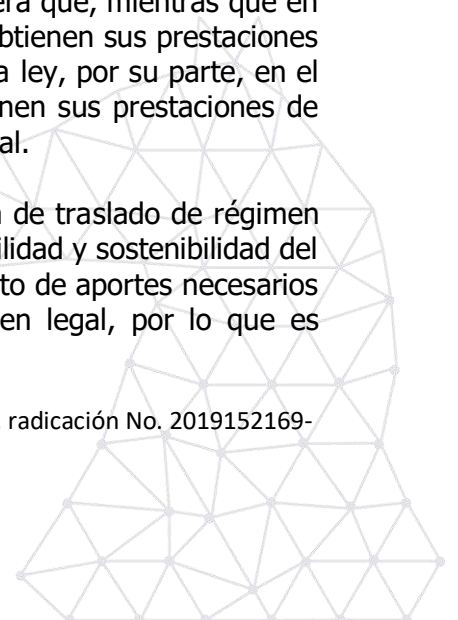 era que, mientras que en
btienen sus prestaciones
a ley, por su parte, en el
nen sus prestaciones de
al.
de traslado de régimen
ilidad y sostenibilidad del
to de aportes necesarios
en legal, por lo que es
radicación No. 2019152169-